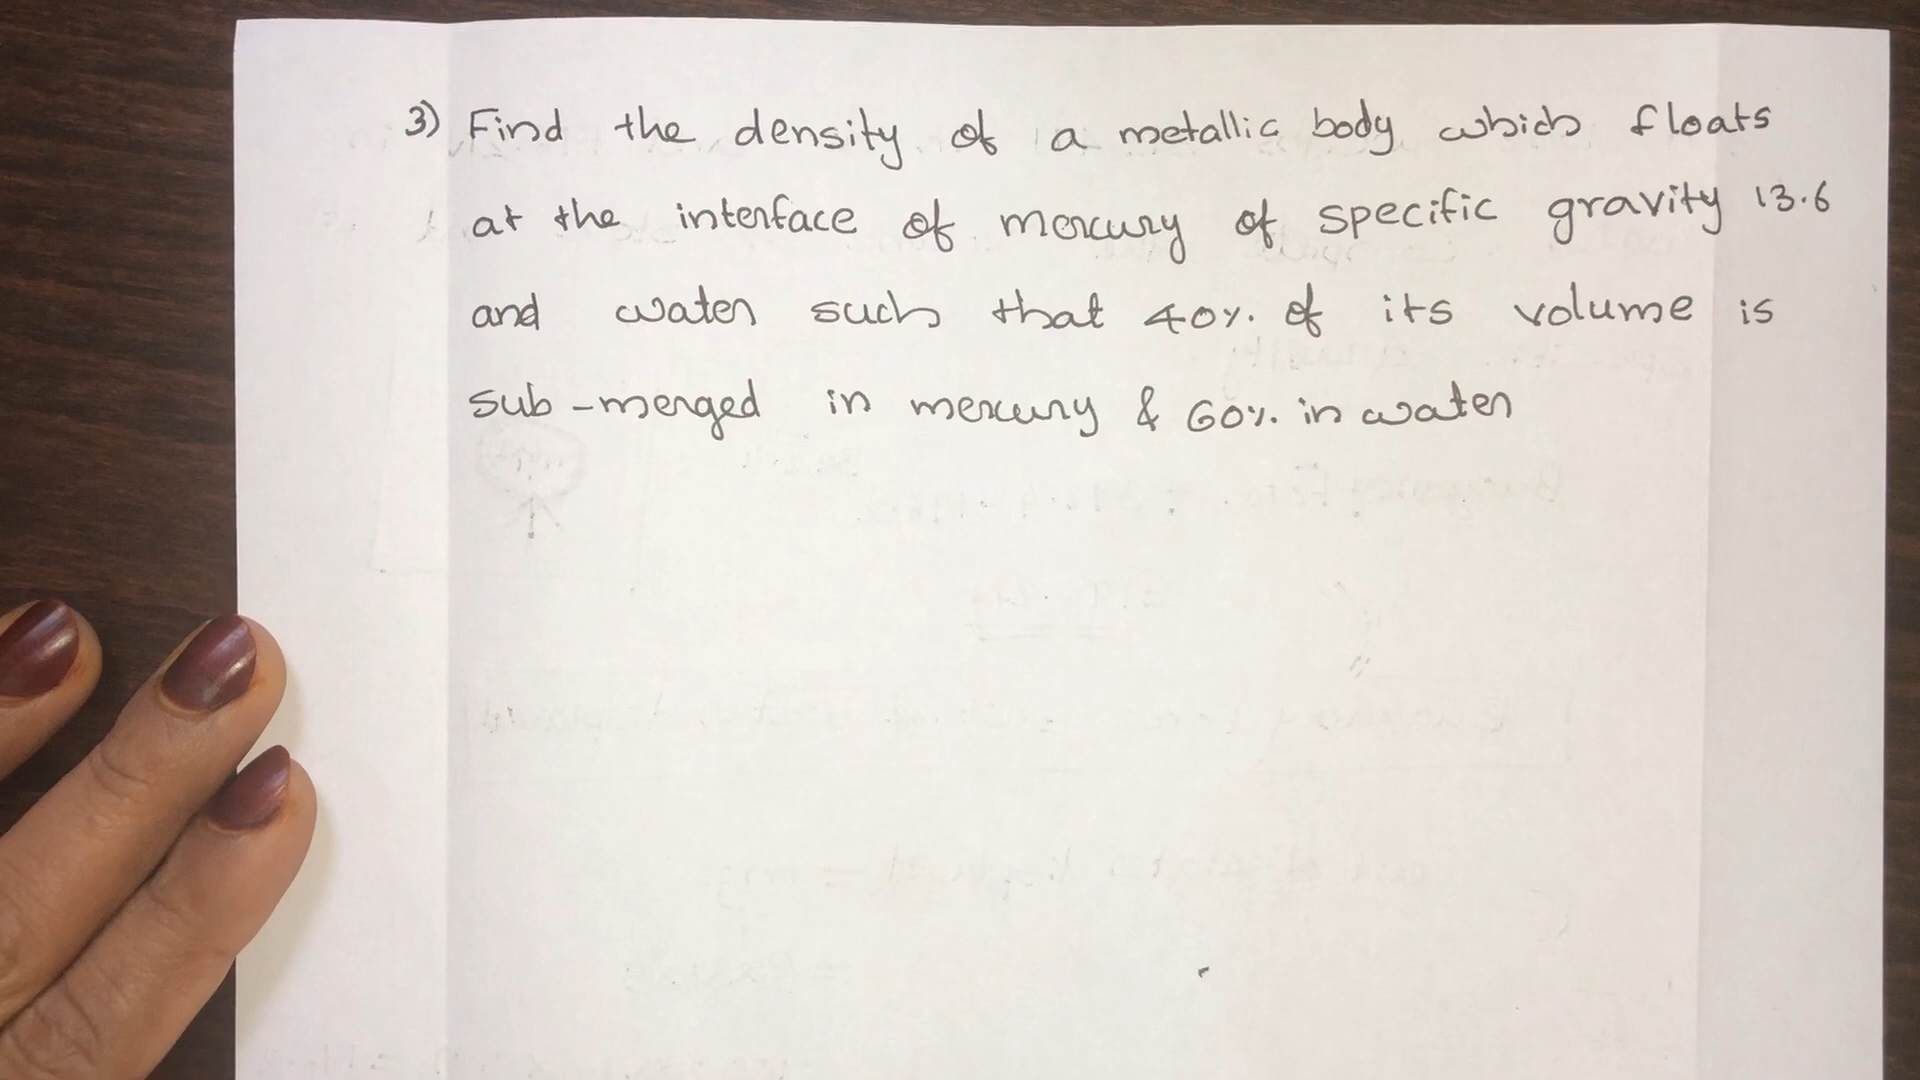 3) Find the density of a metallic body which floats
at the interface of mercury of specific gravity 13.6
and water such that 40%. of its volume is
sub-merged in mercury & 60%. in water